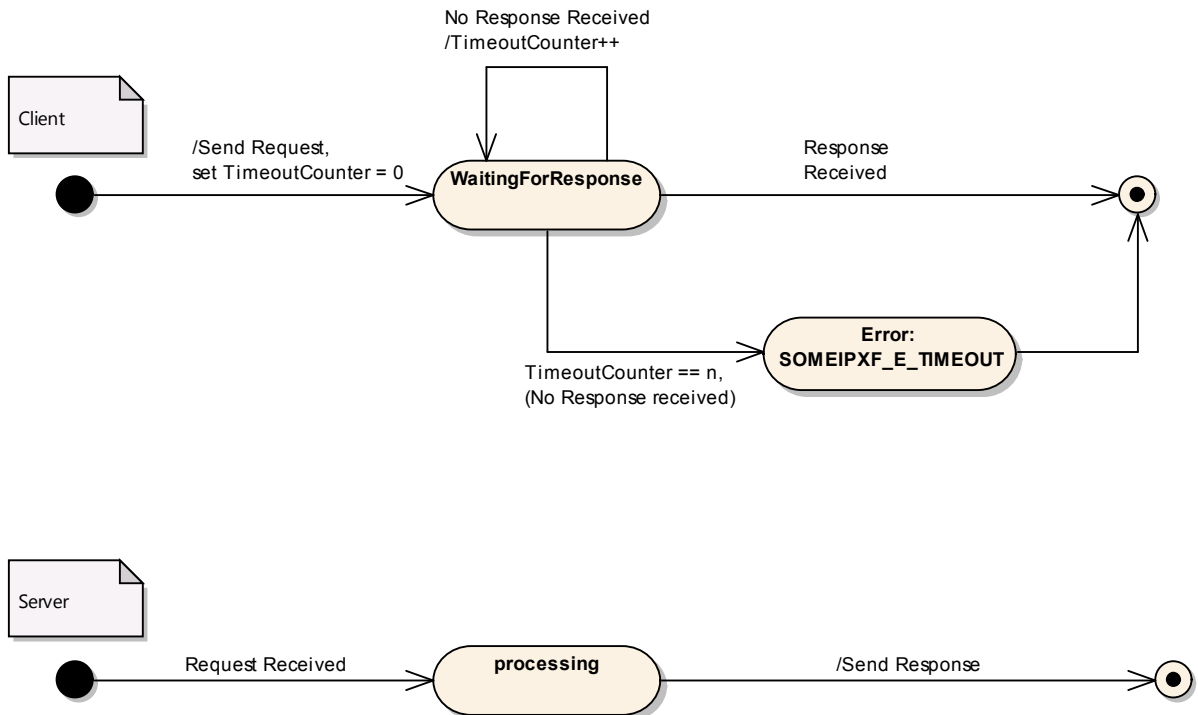 No Response Received
/TimeoutCounter++
Client
/Send Request,
set TimeoutCounter = 0
WaitingForResponse
Response
Received
Error:
SOMEIPXF_E_TIMEOUT
TimeoutCounter == n,
(No Response received)
Server
Request Received
processing
/Send Response